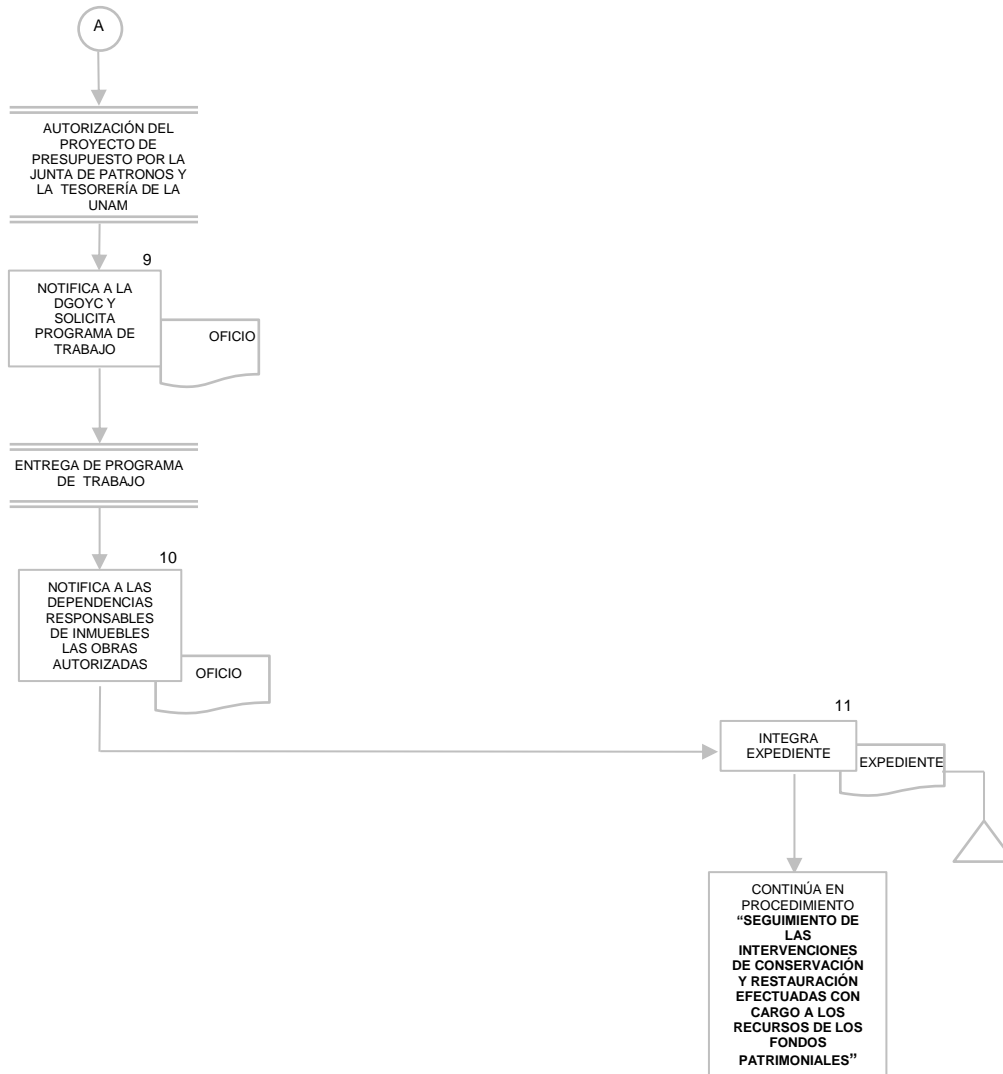 A
AUTORIZACIÓN DEL
PROYECTO DE
PRESUPUESTO POR LA
JUNTA DE PATRONOS Y
LA TESORERÍA DE LA
UNAM
9
NOTIFICA A LA
DGOYC Y
SOLICITA
PROGRAMA DE
TRABAJO
OFICIO
ENTREGA DE PROGRAMA
DE TRABAJO
10
NOTIFICA A LAS
DEPENDENCIAS
RESPONSABLES
DE INMUEBLES
LAS OBRAS
AUTORIZADAS
OFICIO
11
INTEGRA
EXPEDIENTE
EXPEDIENTE
CONTINÚA EN
PROCEDIMIENTO
“SEGUIMIENTO DE
LAS
INTERVENCIONES
DE CONSERVACIÓN
Y RESTAURACIÓN
EFECTUADAS CON
CARGO A LOS
RECURSOS DE LOS
FONDOS
PATRIMONIALES”